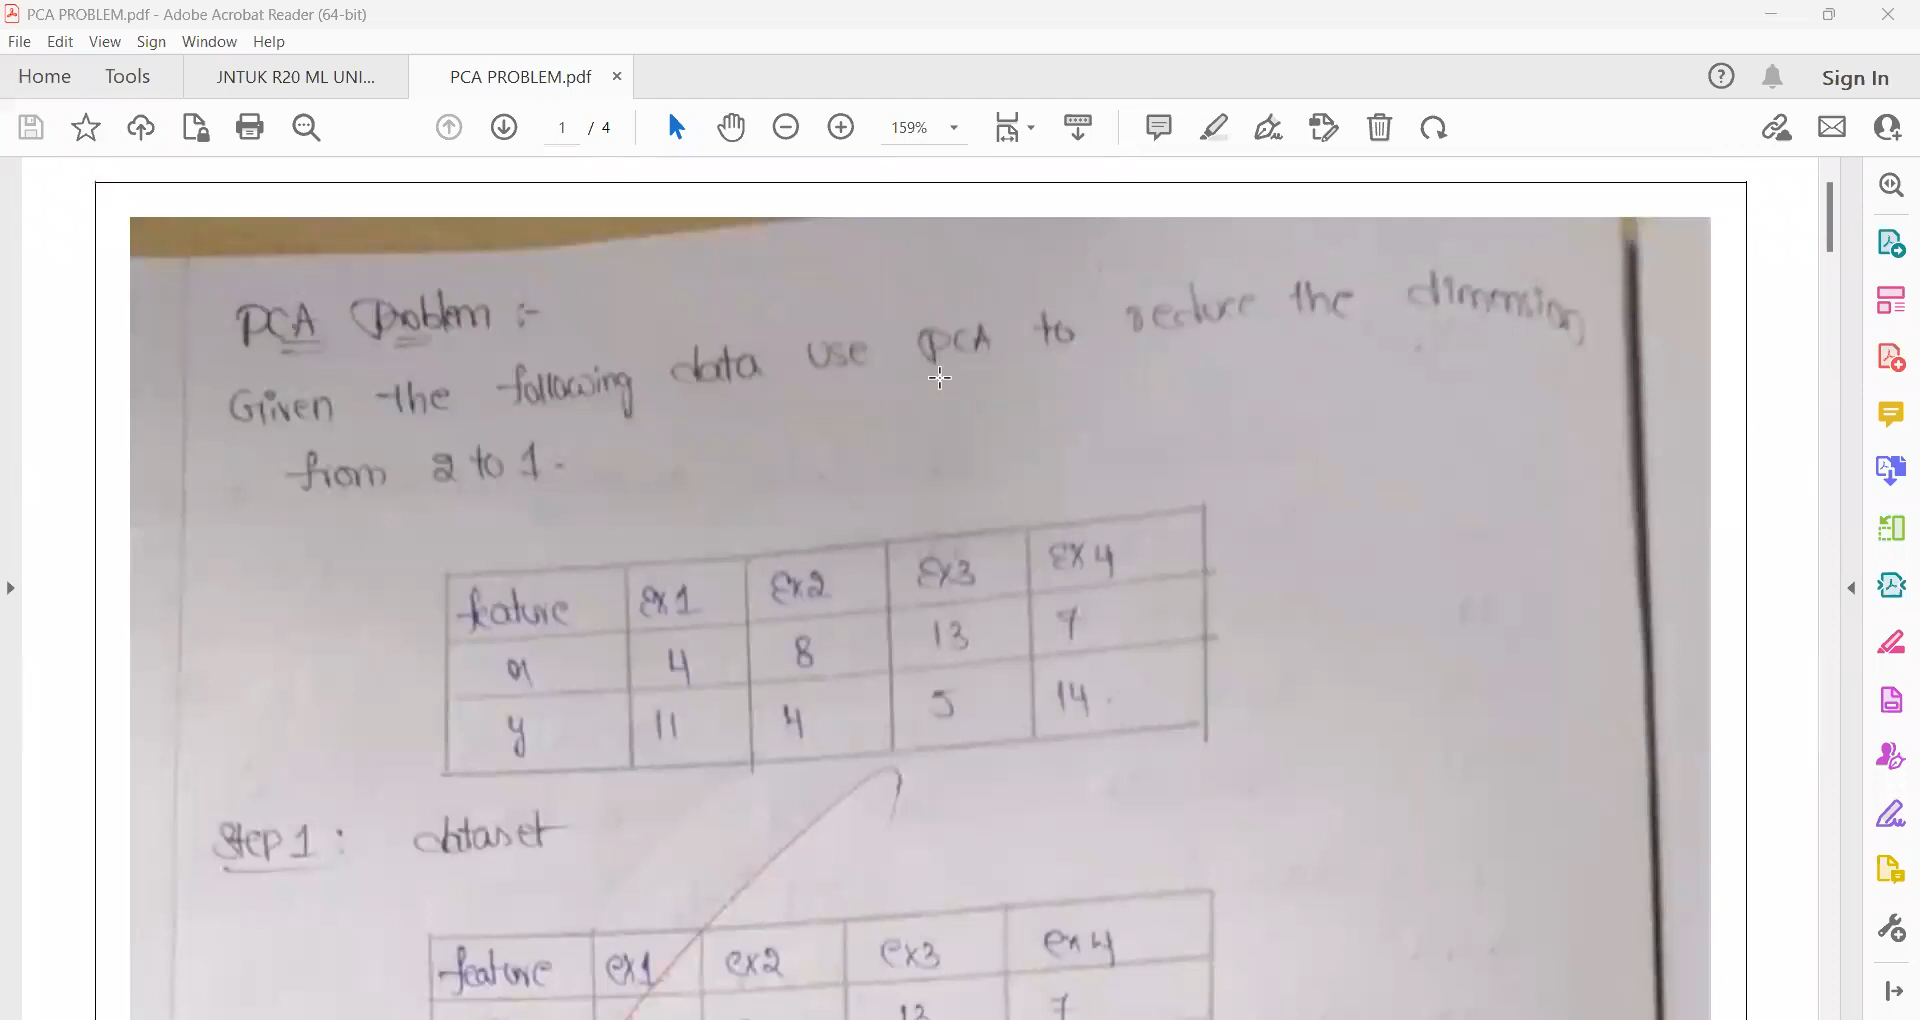 PCA PROBLEM.pdf - Adobe Acrobat Reader (64-bit)
File Edit View Sign Window Help
Home Tools JNTUK R20 ML UNI... PCA PROBLEM.pdf × Sign In
1 / 4 159%
PCA Problem :-
Given the following data use PCA to reduce the dimension
from 2 to 1.
feature Ex1 Ex2 Ex3 Ex4
x 4 8 13 7
y 11 4 5 14
Step 1 : dataset
feature ex1 ex2 ex3 ex4
13 7